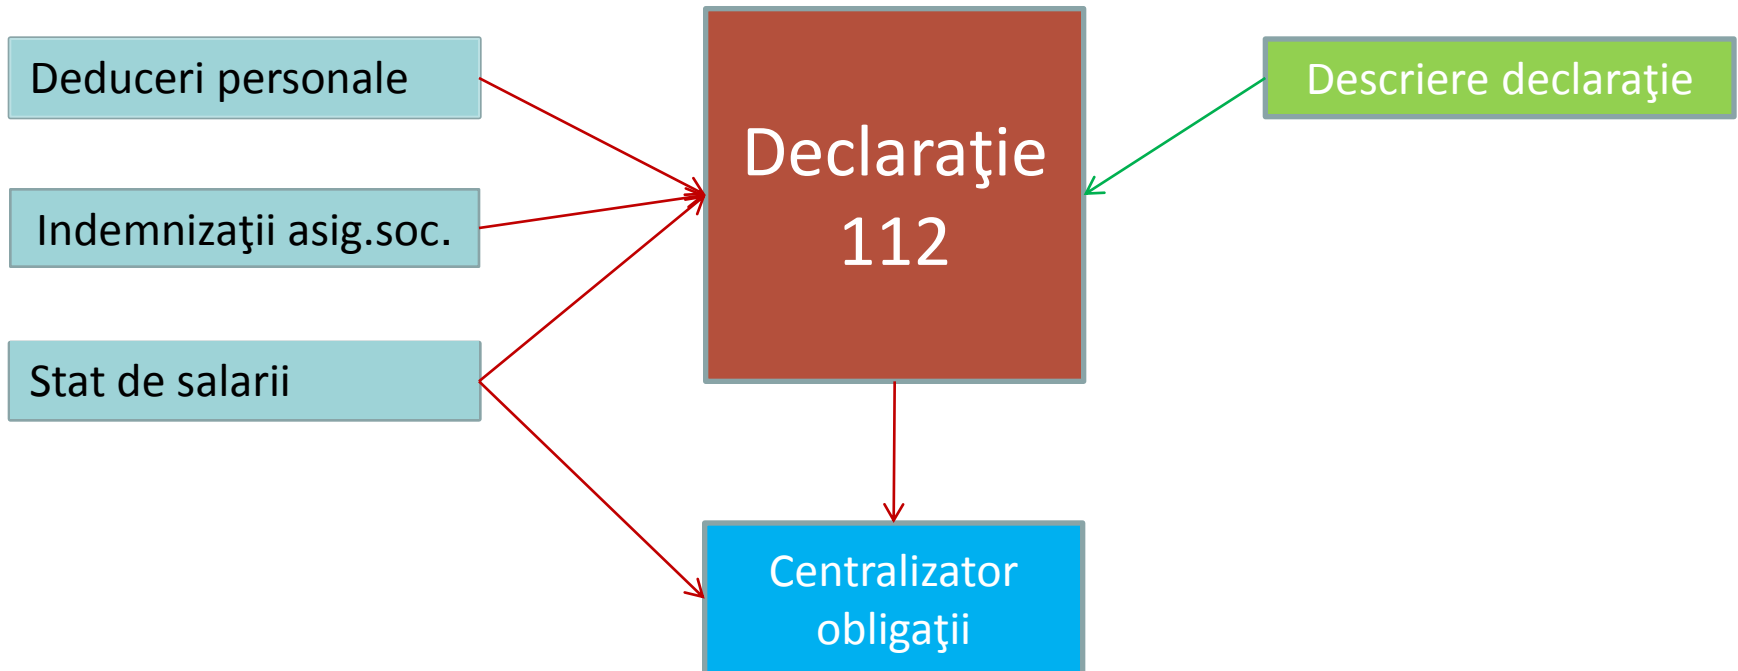 Deduceri personale
Indemnizaţii asig.soc.
Stat de salarii
Declaraţie
112
Descriere declaraţie
Centralizator
obligaţii